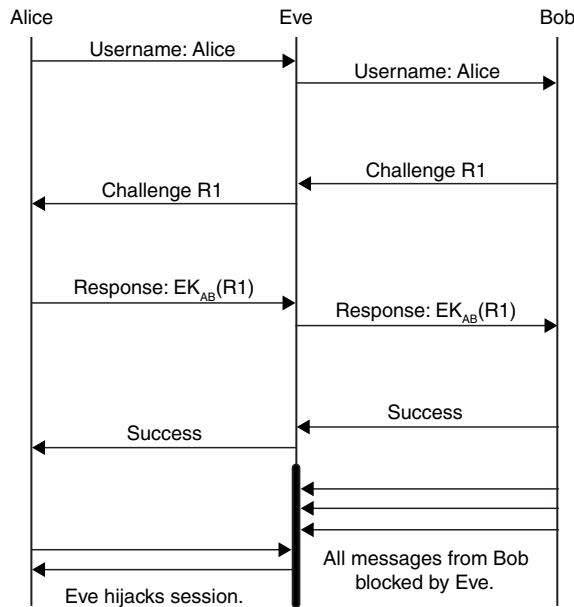 Alice
Eve
Bob
Username: Alice
Username: Alice
Challenge R1
Challenge R1
Response: EK_AB(R1)
Response: EK_AB(R1)
Success
Success
All messages from Bob
blocked by Eve.
Eve hijacks session.